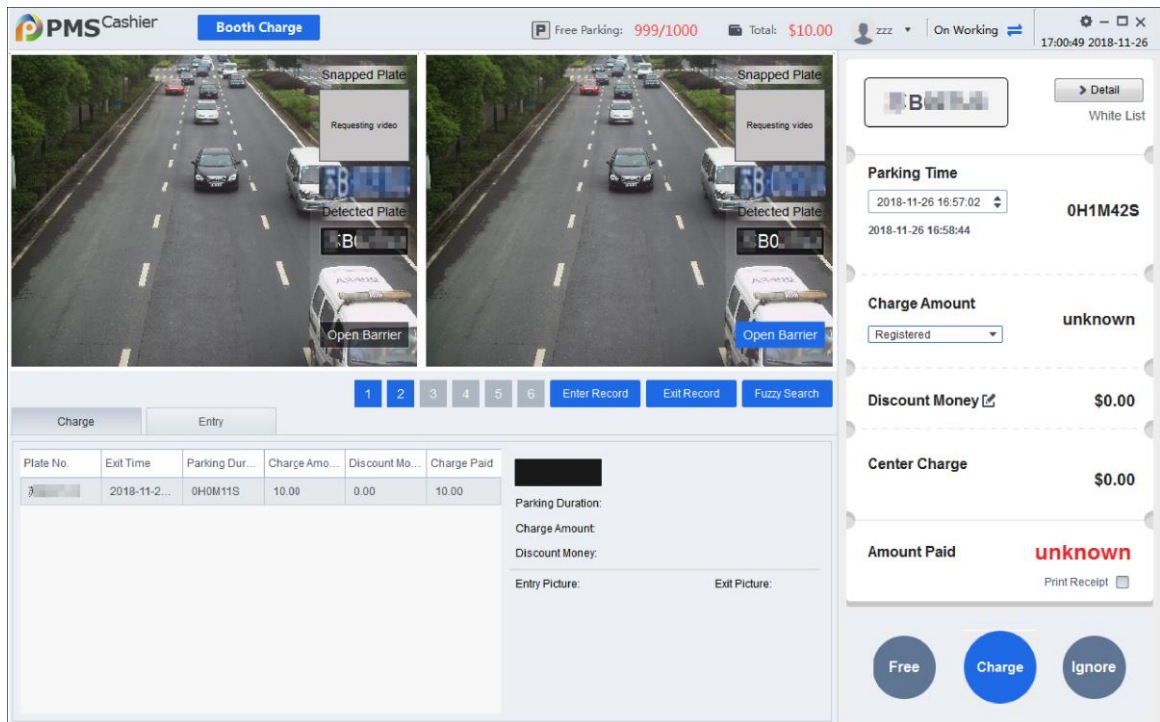 PMS Cashier
Booth Charge
P Free Parking: 999/1000
Total: $10.00
zzz
On Working
17:00:49 2018-11-26
Snapped Plate
Requesting video
Detected Plate
Open Barrier
Snapped Plate
Requesting video
Detected Plate
Open Barrier
1 2 3 4 5 6 Enter Record Exit Record Fuzzy Search
Charge Entry
Plate No. Exit Time Parking Dur... Charge Amo... Discount Mo... Charge Paid
2018-11-2... 0H0M11S 10.00 0.00 10.00
Parking Duration:
Charge Amount:
Discount Money:
Entry Picture: Exit Picture:
B
> Detail
White List
Parking Time
2018-11-26 16:57:02
0H1M42S
2018-11-26 16:58:44
Charge Amount
Registered
unknown
Discount Money $0.00
Center Charge
$0.00
Amount Paid unknown
Print Receipt
Free Charge Ignore